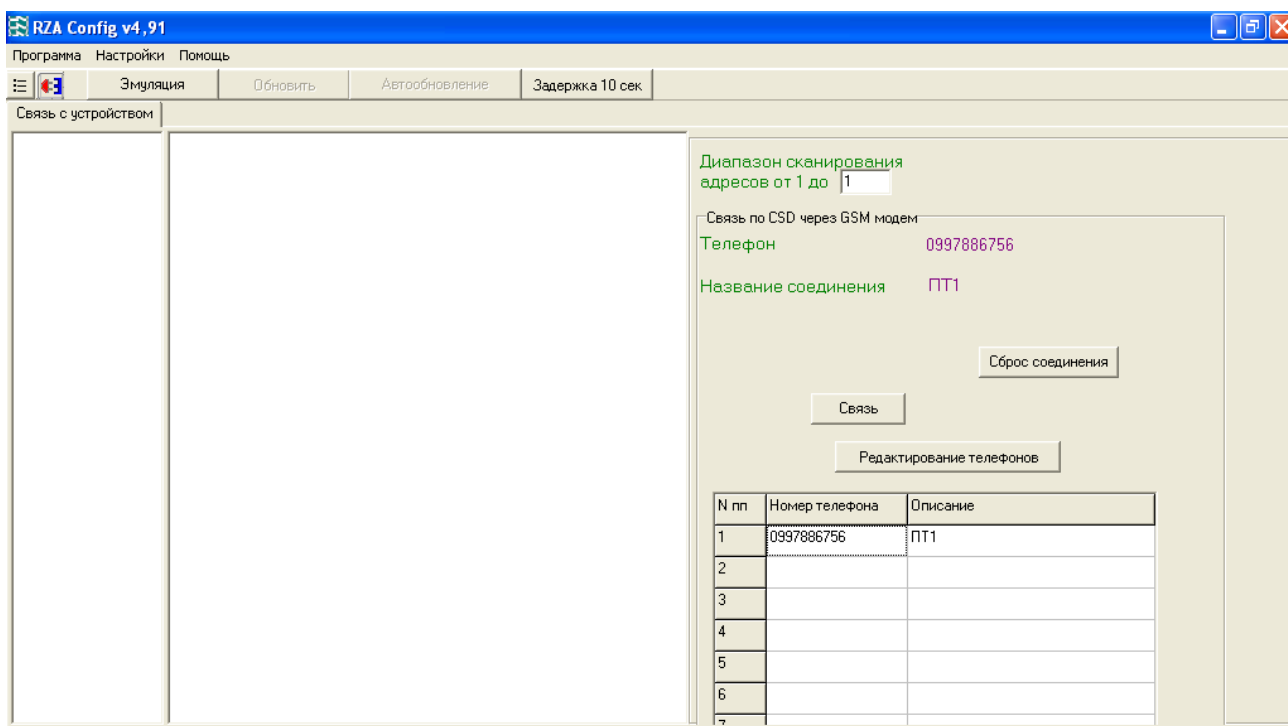 RZA Config v4,91
Программа Настройки Помощь
Эмуляция Обновить Автообновление Задержка 10 сек
Связь с устройством
Диапазон сканирования
адресов от 1 до 1
Связь по CSD через GSM модем
Телефон 0997886756
Название соединения ПТ1
Сброс соединения
Связь
Редактирование телефонов
N пп Номер телефона Описание
1 0997886756 ПТ1
2
3
4
5
6
7